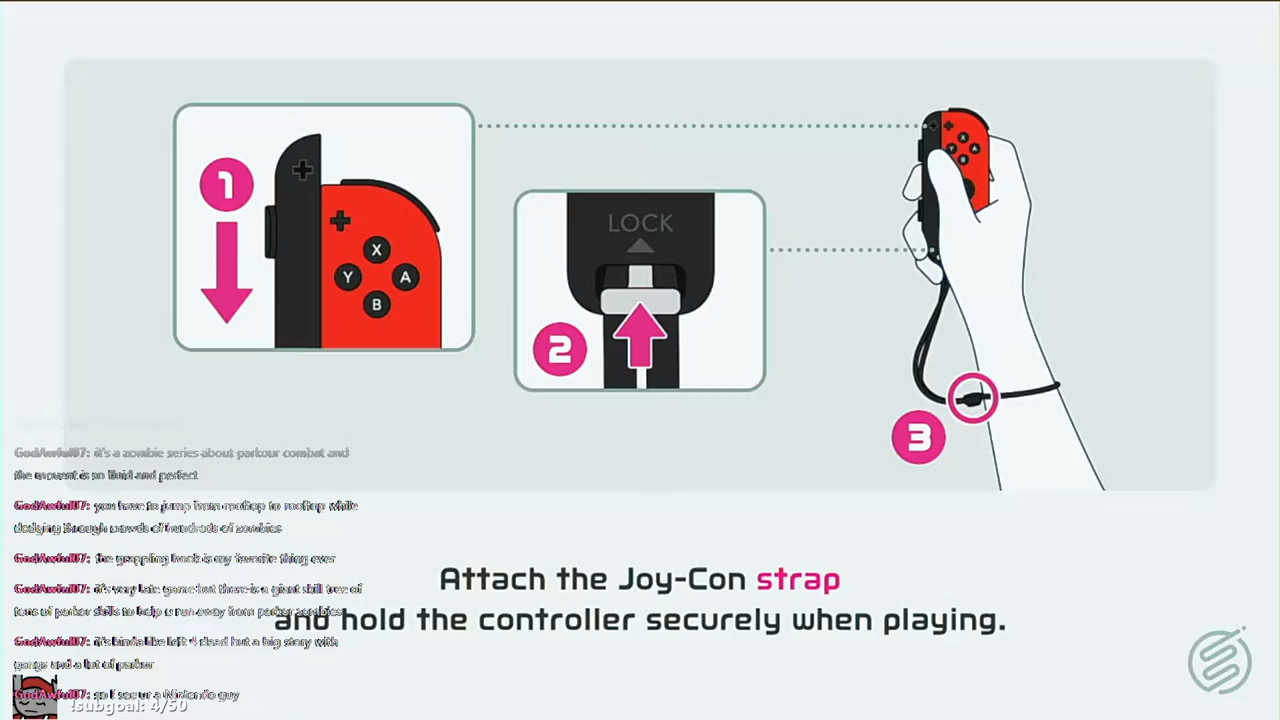 1
X
Y
A
B
LOCK
2
X
Y
A
B
3
GodAwful07: it's a zombie series about parkour combat and
the movent is so fluid and perfect
GodAwful07: you have to jump from rooftop to rooftop while
dodging through crowds of hundreds of zombies
GodAwful07: the grappling hook is my favorite thing ever
GodAwful07: it's very late game but there is a giant skill tree of
tons of parkor skills to help u run away from parkor zombies
GodAwful07: it's kinda like left 4 dead but a big story with
gangs and a lot of parkor
GodAwful07: so I see ur a Nintendo guy
!subgoal: 4/50
Attach the Joy-Con strap
and hold the controller securely when playing.